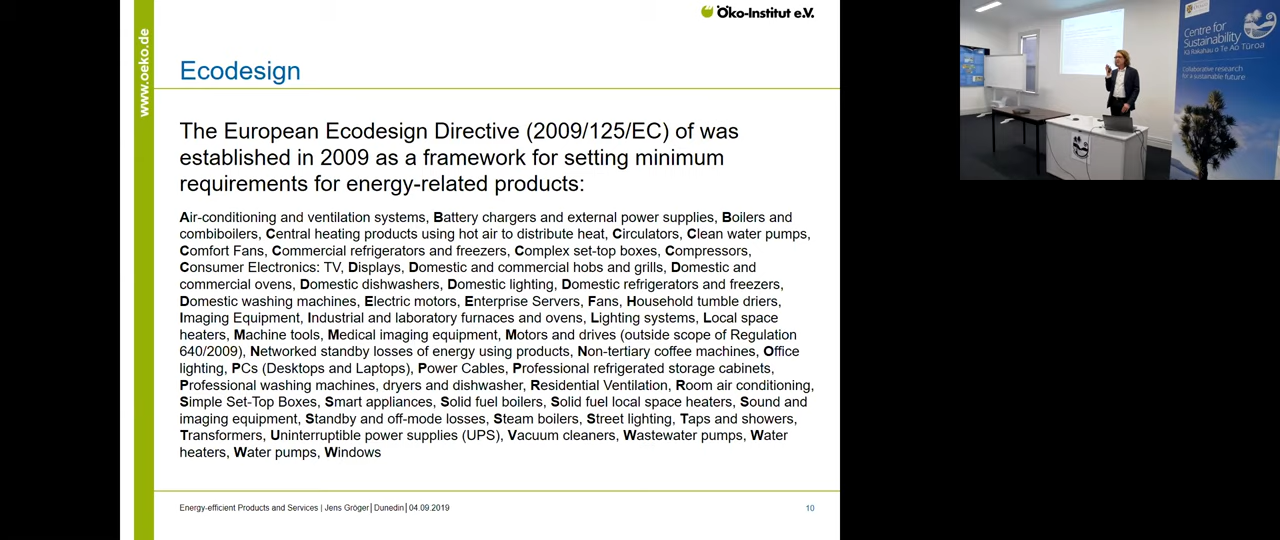 Öko-Institut e.V.
www.oeko.de
Ecodesign
The European Ecodesign Directive (2009/125/EC) of was
established in 2009 as a framework for setting minimum
requirements for energy-related products:
Air-conditioning and ventilation systems, Battery chargers and external power supplies, Boilers and
combiboilers, Central heating products using hot air to distribute heat, Circulators, Clean water pumps,
Comfort Fans, Commercial refrigerators and freezers, Complex set-top boxes, Compressors,
Consumer Electronics: TV, Displays, Domestic and commercial hobs and grills, Domestic and
commercial ovens, Domestic dishwashers, Domestic lighting, Domestic refrigerators and freezers,
Domestic washing machines, Electric motors, Enterprise Servers, Fans, Household tumble driers,
Imaging Equipment, Industrial and laboratory furnaces and ovens, Lighting systems, Local space
heaters, Machine tools, Medical imaging equipment, Motors and drives (outside scope of Regulation
640/2009), Networked standby losses of energy using products, Non-tertiary coffee machines, Office
lighting, PCs (Desktops and Laptops), Power Cables, Professional refrigerated storage cabinets,
Professional washing machines, dryers and dishwasher, Residential Ventilation, Room air conditioning,
Simple Set-Top Boxes, Smart appliances, Solid fuel boilers, Solid fuel local space heaters, Sound and
imaging equipment, Standby and off-mode losses, Steam boilers, Street lighting, Taps and showers,
Transformers, Uninterruptible power supplies (UPS), Vacuum cleaners, Wastewater pumps, Water
heaters, Water pumps, Windows
Energy-efficient Products and Services | Jens Gröger | Dunedin | 04.09.2019
10
Centre for
Sustainability
Kā Rakahau o Te Ao Tūroa
Collaborative research
for a sustainable future